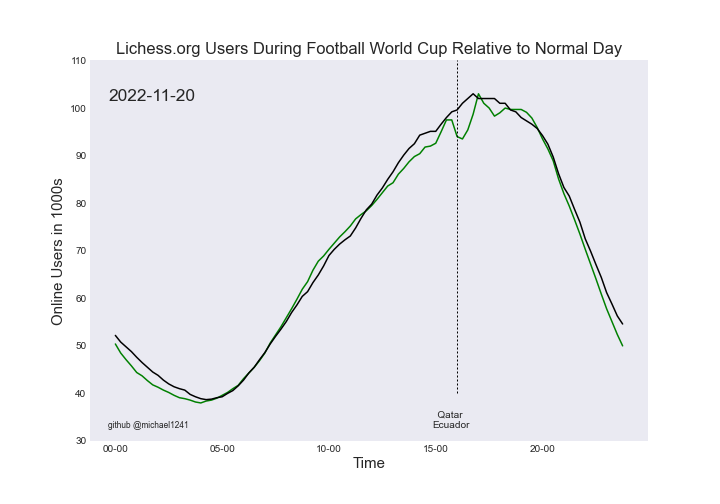 Lichess.org Users During Football World Cup Relative to Normal Day
110
2022-11-20
100
90
80
70
60
50
40
30
Online Users in 1000s
Qatar
Ecuador
github @michael1241
00-00 05-00 10-00 15-00 20-00
Time